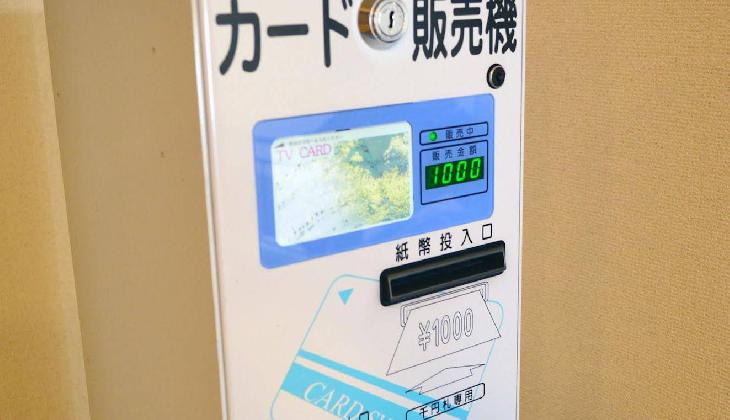 カード販売機
TV CARD
販売中
販売金額
1000
紙幣投入口
¥1000
CARD
千円札専用